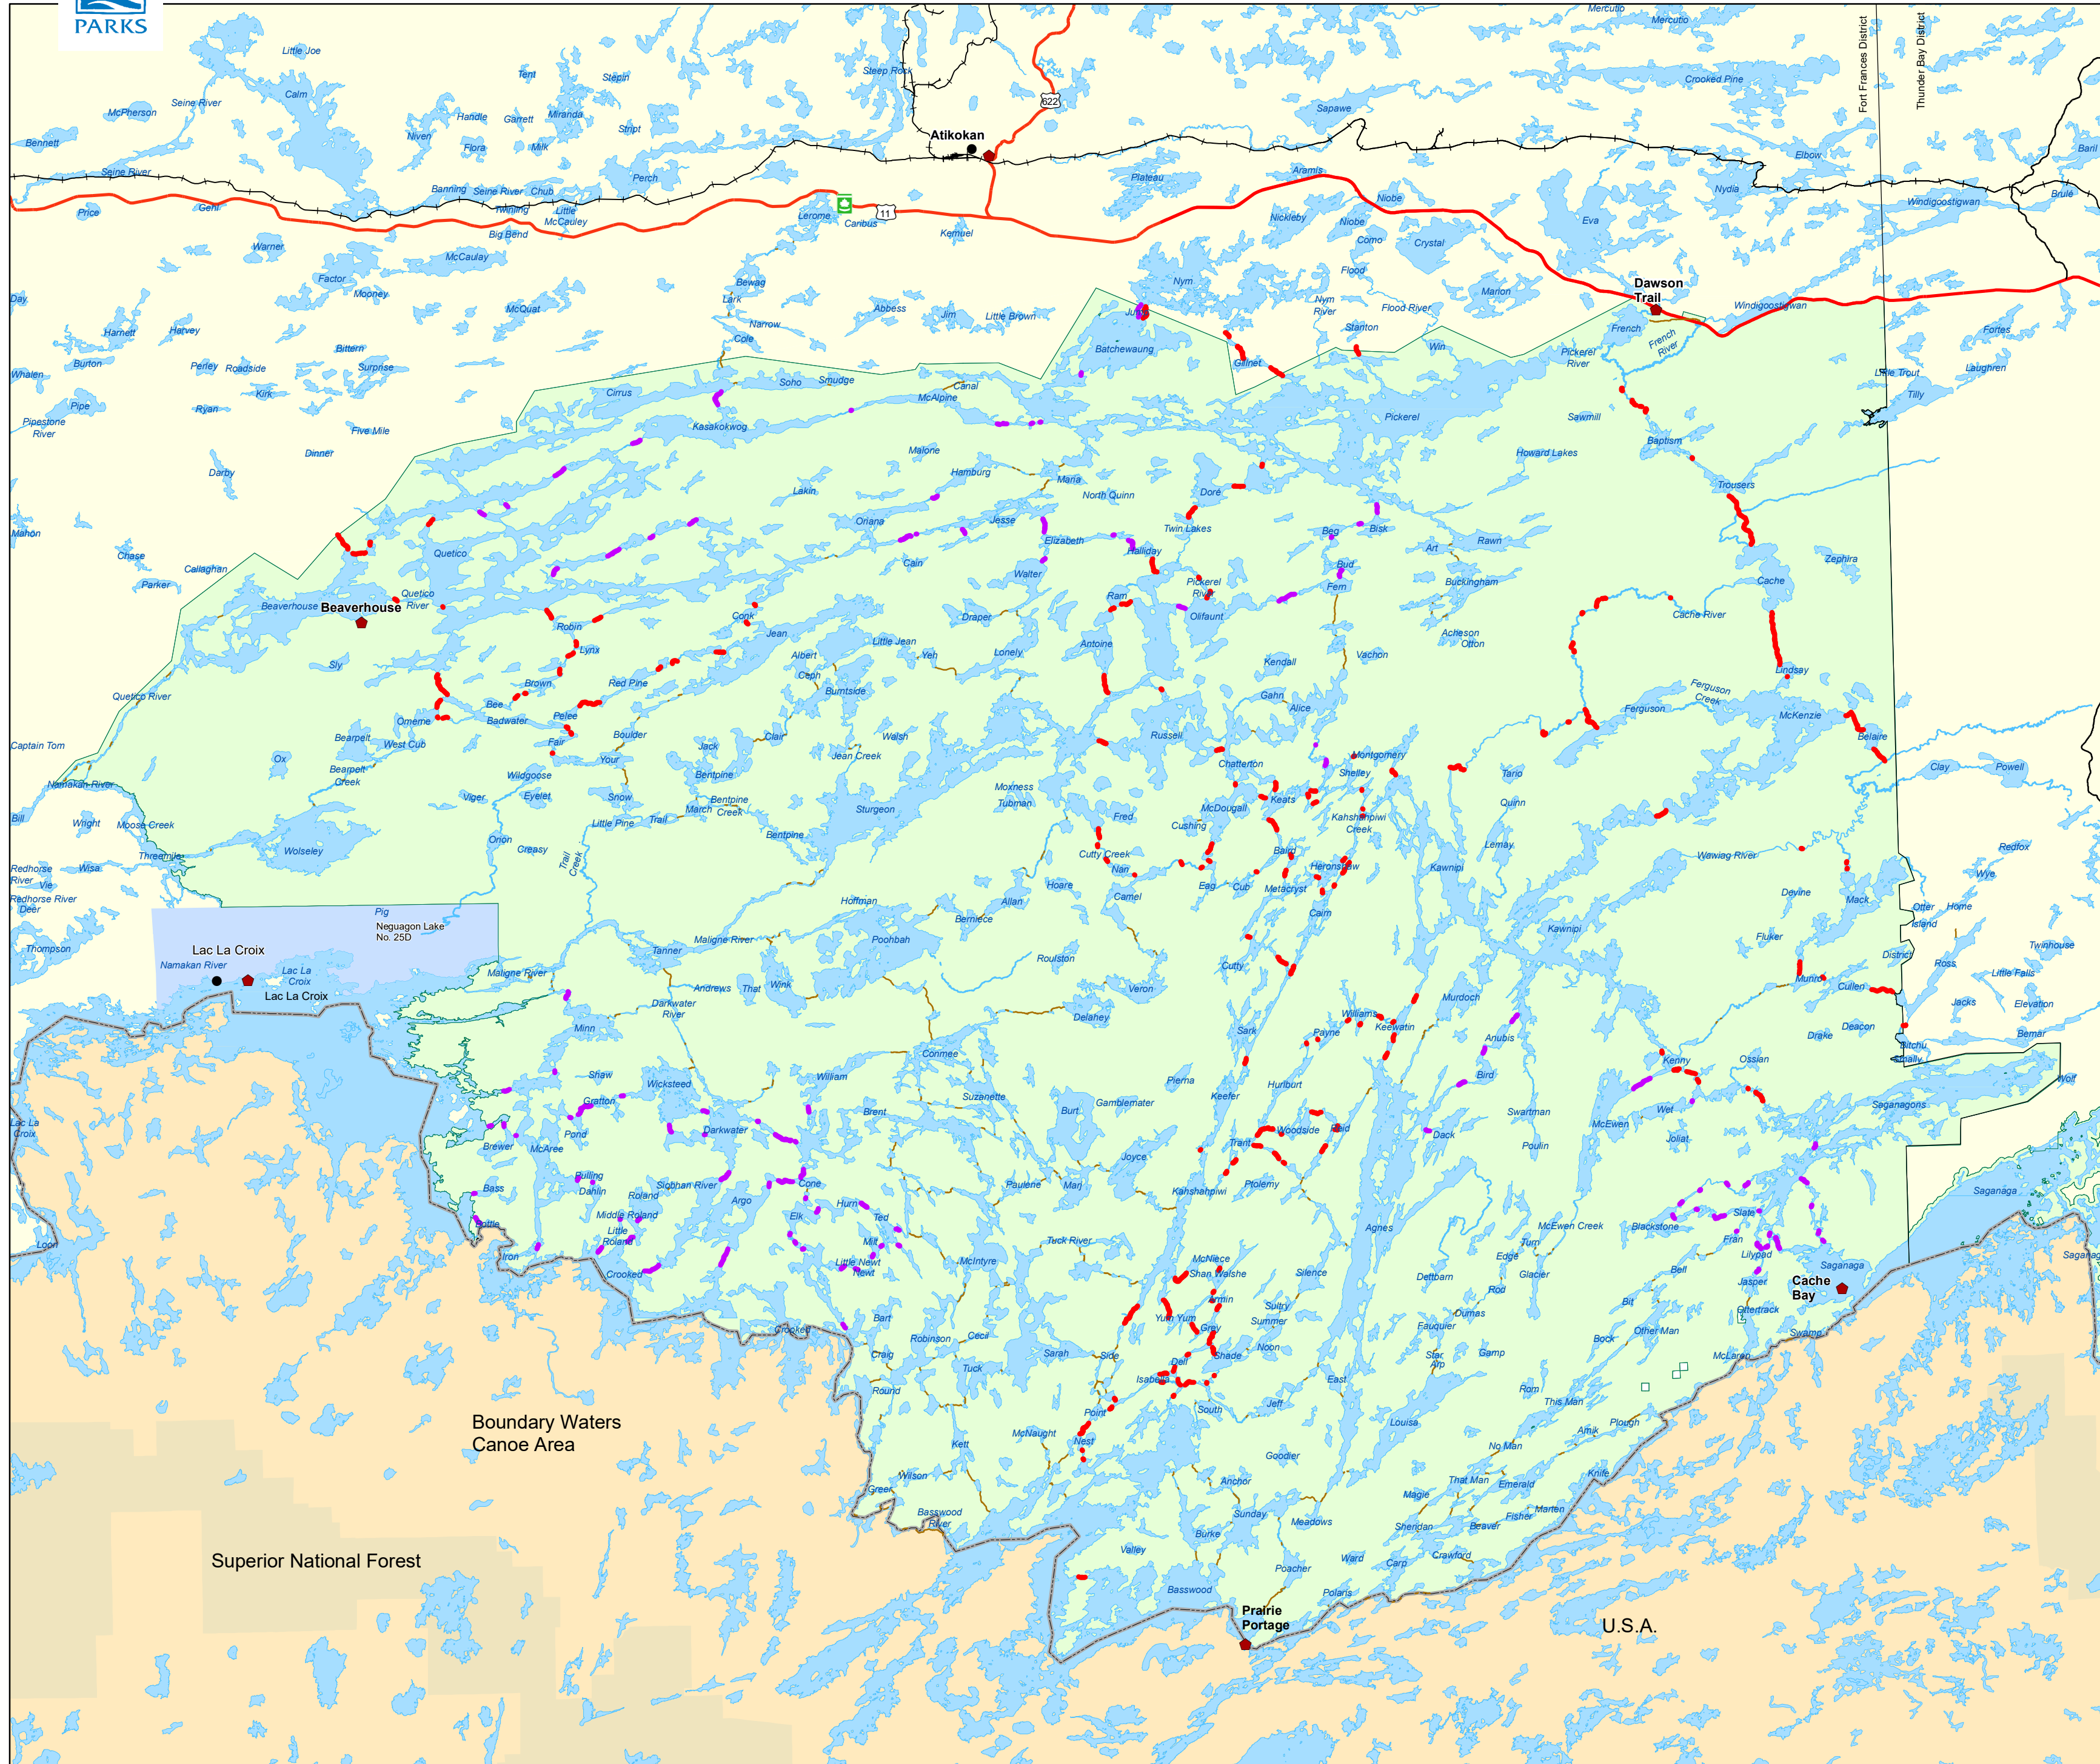 PARKS
Mercutio
Mercutio
Fort Frances District
Thunder Bay District
Little Joe
Tent
Stepin
Steep Rock
Crooked Pine
Calm
Seine River
McPherson
Handle
Garrett
Miranda
622
Sapawe
Bennett
Niven
Flora
Milk
Stript
Atikokan
Elbow
Baril
Seine River
Perch
Plateau
Aramis
Banning
Seine River
Chub
Nydia
Brule
Price
Gehl
Twinling
Little
McCauley
Lerome
Caribus
11
Kemuel
Nickleby
Niobe
Niobe
Eva
Windigoostigwan
Big Bend
Como
Crystal
Warner
McCaulay
Factor
Mooney
Bewag
Nym
Flood
Marion
Dawson
Trail
Day
Lark
McQuat
Abbess
Jim
Little Brown
Nym
River
Flood River
Windigoostigwan
Harnett
Harvey
Narrow
Cole
Stanton
French
French
River
Fortes
Bittern
Batchewaung
Gillnet
Win
Pickerel
River
Burton
Perley
Roadside
Surprise
Laughren
Whalen
Little Trout
Soho
Smudge
Canal
Kirk
Cirrus
McAlpine
Tilly
Pipe
Ryan
Pickerel
Sawmill
Pipestone
River
Five Mile
Kasakokwog
Baptism
Dinner
Malone
Howard Lakes
Darby
Hamburg
Maria
Trousers
Lakin
North Quinn
Doré
Oriana
Jesse
Twin Lakes
Beg
Bisk
Mahon
Elizabeth
Rawn
Chase
Quetico
Halliday
Art
Zephira
Callaghan
Cain
Walter
Bud
Parker
Pickerel
River
Fern
Buckingham
Cache
Beaverhouse
Beaverhouse
Quetico
River
Ram
Conk
Draper
Olifaunt
Cache River
Robin
Jean
Little Jean
Antoine
Acheson
Otton
Lynx
Albert
Yeh
Lonely
Kendall
Vachon
Sly
Ceph
Lindsay
Brown
Red Pine
Burntside
Gahn
Ferguson
Creek
Quetico River
Bee
Alice
Ferguson
McKenzie
Omeme
Badwater
Pelee
Bearpelt
West Cub
Fair
Boulder
Clair
Walsh
Russell
Belaire
Captain Tom
Jack
Jean Creek
Montgomery
Ox
Your
Chatterton
Bearpelt
Creek
Wildgoose
Bentpine
Shelley
Tario
Clay
Powell
Namakan River
Moxness
Tubman
Viger
Eyelet
Snow
March
Bentpine
Creek
Sturgeon
McDougall
Keats
Quinn
Bill
Wright
Moose Creek
Little Pine
Trail
Fred
Cushing
Kahshahpiwi
Creek
Bentpine
Orion
Creasy
Trail
Creek
Wolseley
Threemile
Cutty Creek
Baird
Lemay
Wawiag River
Redfox
Redhorse
River
Wisa
Nan
Heronshaw
Kawnipi
Wye
Vie
Hoare
Eag
Cub
Metacryst
Devine
Mack
Redhorse River
Deer
Hoffman
Allan
Camel
Otter
Island
Home
Pig
Neguagon Lake
No. 25D
Berniece
Cairn
Kawnipi
Thompson
Lac La Croix
Maligne River
Poohbah
Fluker
Twinhouse
Tanner
Roulston
Cutty
District
Ross
Namakan River
Lac La
Croix
Lac La Croix
Maligne River
Andrews
That
Wink
Munro
Cullen
Little Falls
Veron
Murdoch
Darkwater
River
Delahey
Jacks
Elevation
Minn
Williams
Keewatin
Payne
Sark
Anubis
Deacon
Drake
Bemar
Bitchu
Conmee
Kenny
Ossian
Shaw
Wicksteed
William
Pierna
Hurlburt
Bird
Wolf
Grafton
Suzanette
Keefer
Brent
Burt
Gamblemater
Swartman
Saganagons
Lac La
Croix
Pond
Darkwater
Woodside
Reid
McEwen
Wet
Brewer
McAree
Trant
Dack
Poulin
Joliat
Joyce
Fulling
Dahlin
Siobhan River
Cone
Paulene
Marj
Kahshahpiwi
Ptolemy
Bass
Roland
Argo
Saganaga
Bottle
Middle Roland
Elk
Hurn
Ted
Agnes
McEwen Creek
Blackstone
Slate
Little
Roland
Milt
Tuck River
Turn
Fran
Loon
Iron
Little Newt
Newt
McIntyre
McNiece
Edge
Lilypad
Saganaga
Crooked
Shan Walshe
Silence
Dettbarn
Glacier
Bell
Jasper
Cache
Bay
Rod
Armin
Sultry
Bit
Ottertrack
Bart
Yum Yum
Summer
Dumas
Crooked
Robinson
Cecil
Grey
Fauquier
Bock
Other Man
Swamp
Craig
Sarah
Side
Dell
Shade
Noon
Star
Arp
Gamp
McLaren
Tuck
Isabella
East
Round
Rom
This Man
Point
South
Jeff
Louisa
Plough
Boundary Waters
Canoe Area
McNaught
Nest
Amik
Kett
Goodier
No Man
Wilson
Anchor
That Man
Emerald
Knife
Greer
Magie
Basswood
River
Sunday
Meadows
Marten
Fisher
Burke
Sheridan
Beaver
Superior National Forest
Valley
Ward
Carp
Crawford
Poacher
Basswood
Polaris
Prairie
Portage
U.S.A.